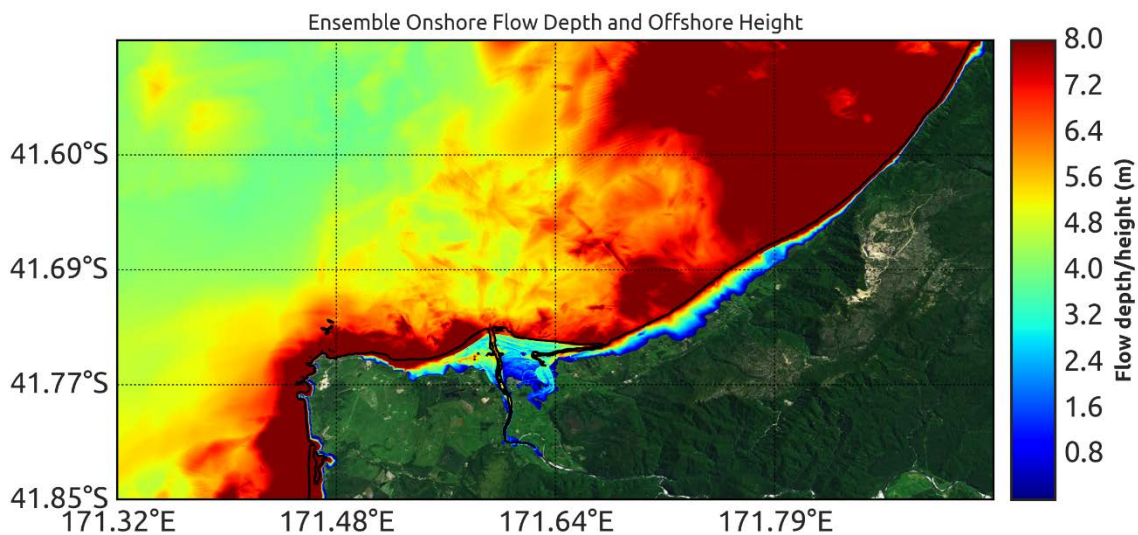 Ensemble Onshore Flow Depth and Offshore Height
41.60°S
41.69°S
41.77°S
41.85°S
171.32°E
171.48°E
171.64°E
171.79°E
8.0
7.2
6.4
5.6
4.8
4.0
3.2
2.4
1.6
0.8
Flow depth/height (m)